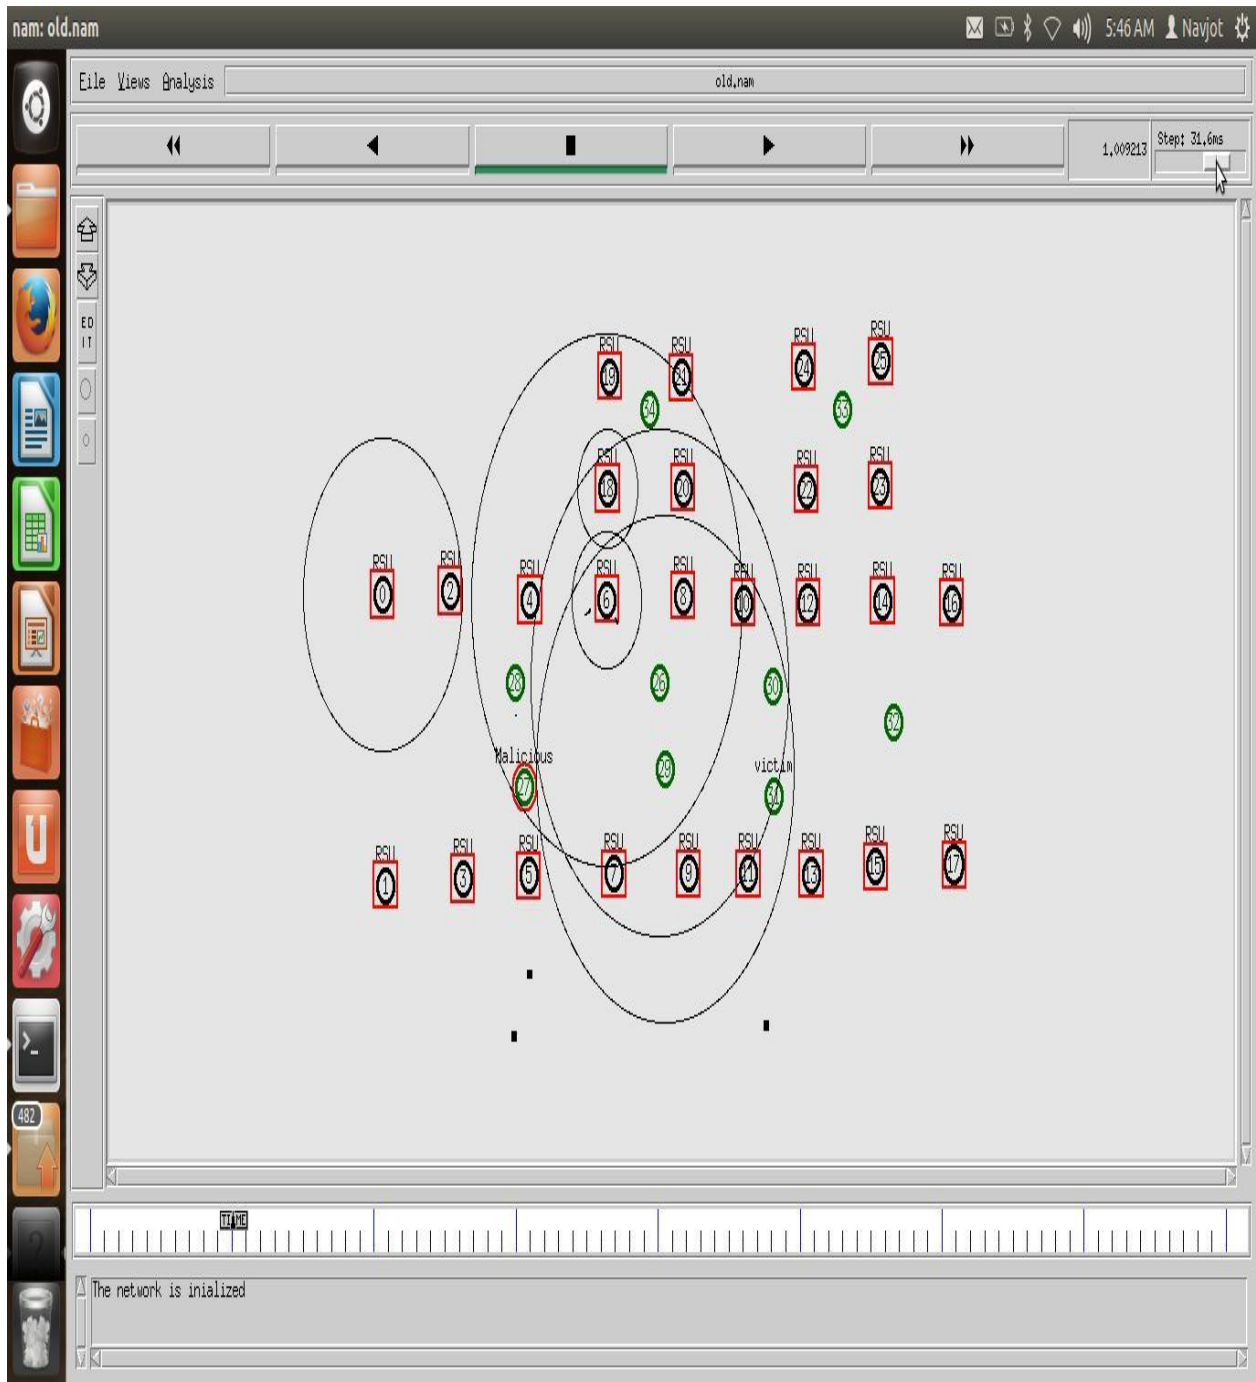 nam: old.nam
5:46 AM Navjot
File Views Analysis
old.nam
1.009213
Step: 31.6ms
ED
IT
RSU RSU RSU RSU
19 21 24 25
34 33
RSU RSU RSU RSU
18 20 22 23
RSU RSU RSU RSU RSU RSU RSU RSU RSU
0 2 4 6 8 10 12 14 16
28 26 30
32
Malicious
victim
27 29 31
RSU RSU RSU RSU RSU RSU RSU RSU RSU
1 3 5 7 9 11 13 15 17
482
TIME
The network is inialized